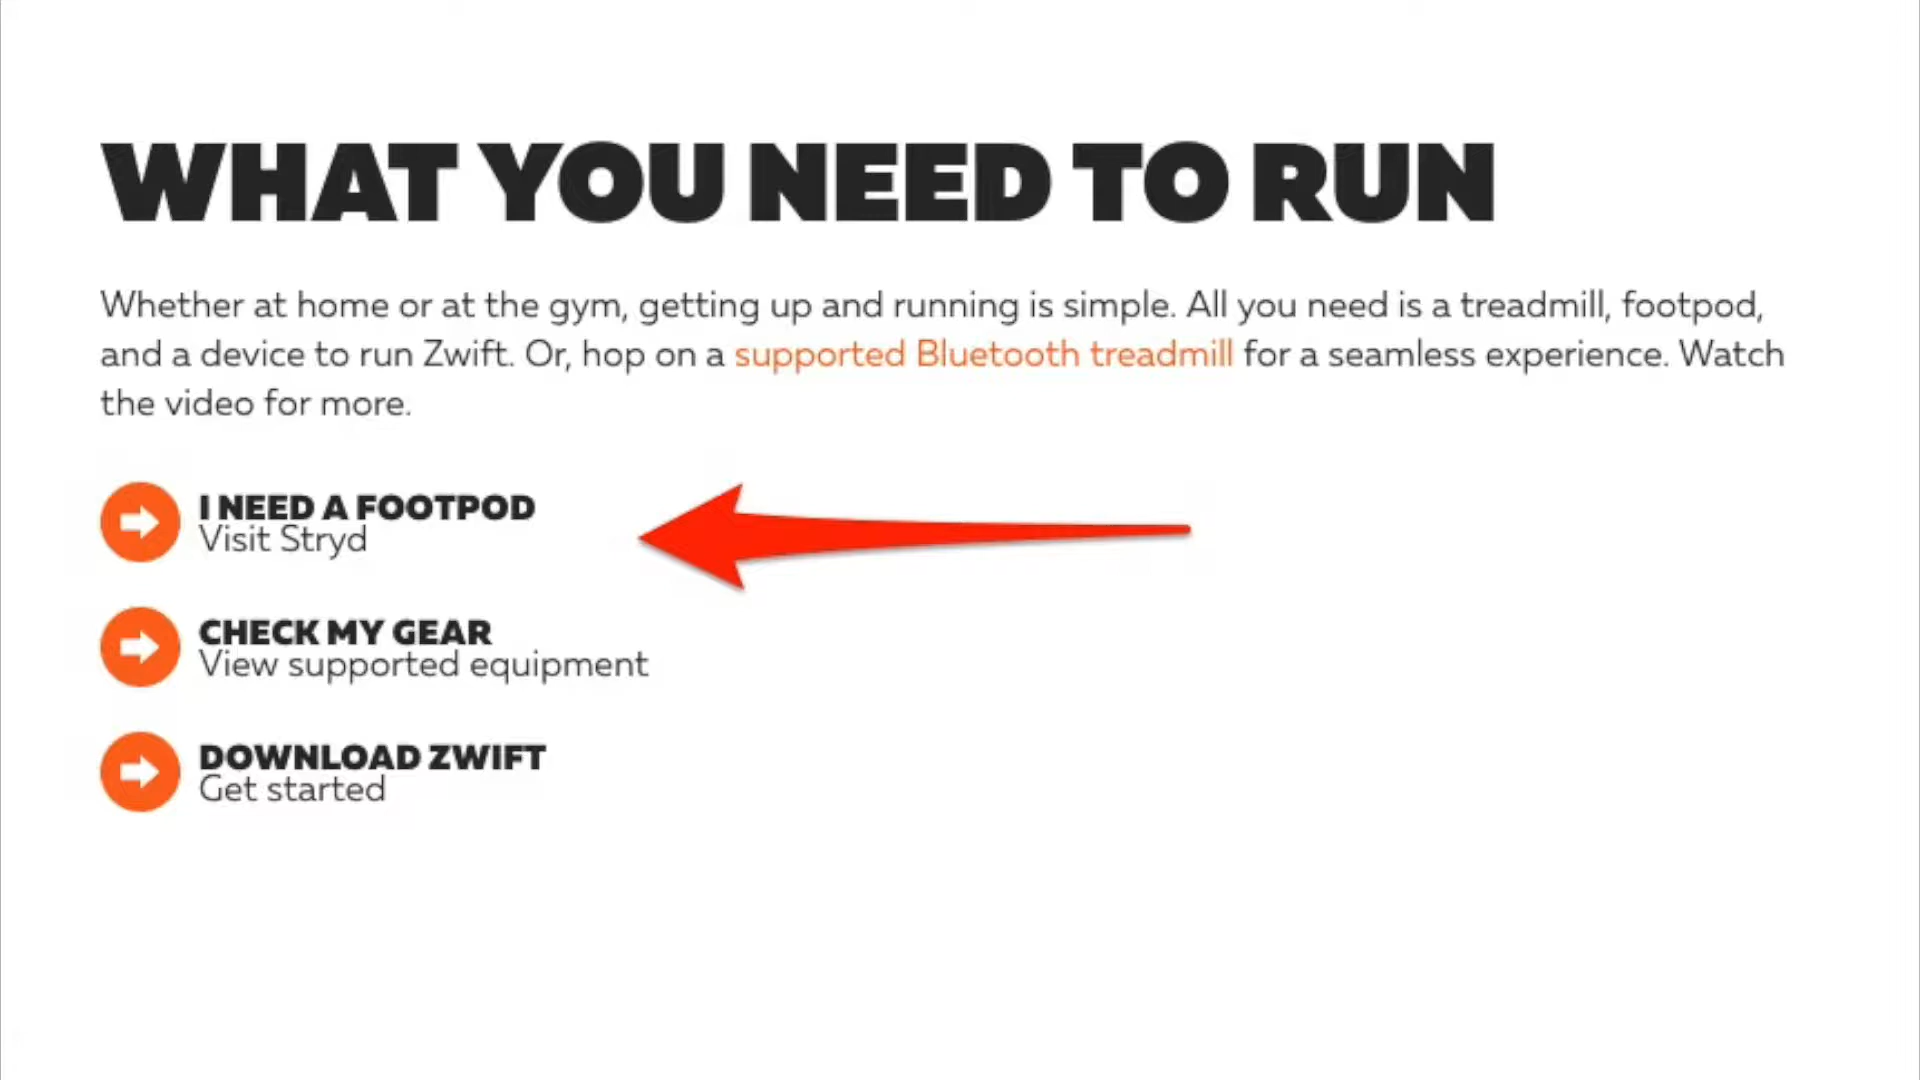 WHAT YOU NEED TO RUN
Whether at home or at the gym, getting up and running is simple. All you need is a treadmill, footpod,
and a device to run Zwift. Or, hop on a supported Bluetooth treadmill for a seamless experience. Watch
the video for more.
I NEED A FOOTPOD
Visit Stryd
CHECK MY GEAR
View supported equipment
DOWNLOAD ZWIFT
Get started